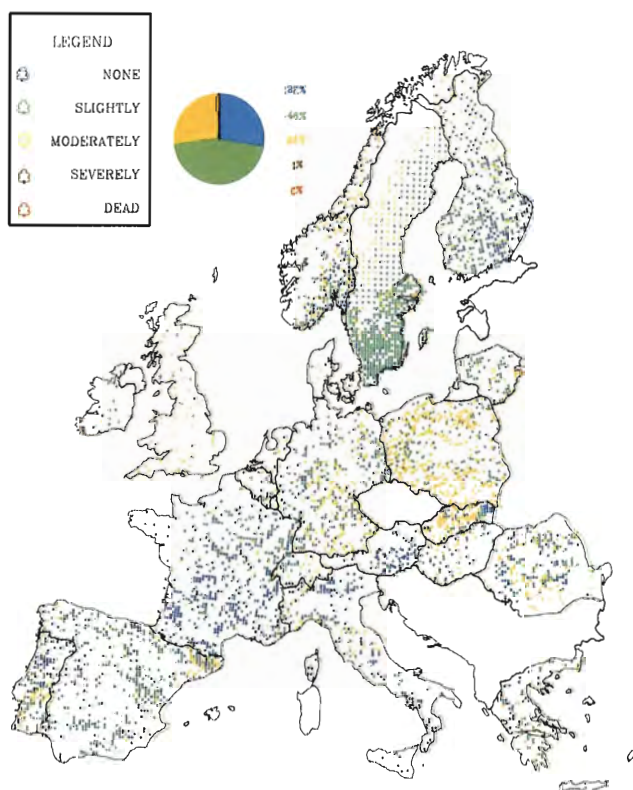 LEGEND
NONE
SLIGHTLY
MODERATELY
SEVERELY
DEAD
1%
0%